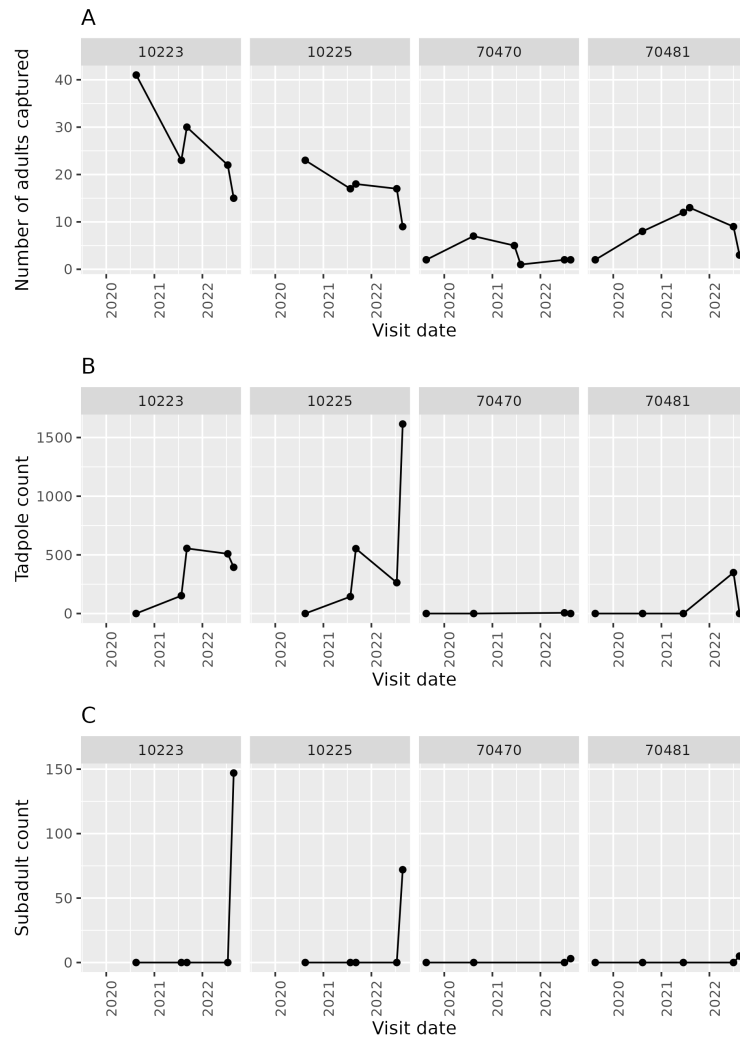 A
10223 10225 70470 70481
Number of adults captured
40
30
20
10
0
2020 2021 2022 2020 2021 2022 2020 2021 2022 2020 2021 2022
Visit date
B
10223 10225 70470 70481
Tadpole count
1500
1000
500
0
2020 2021 2022 2020 2021 2022 2020 2021 2022 2020 2021 2022
Visit date
C
10223 10225 70470 70481
Subadult count
150
100
50
0
2020 2021 2022 2020 2021 2022 2020 2021 2022 2020 2021 2022
Visit date